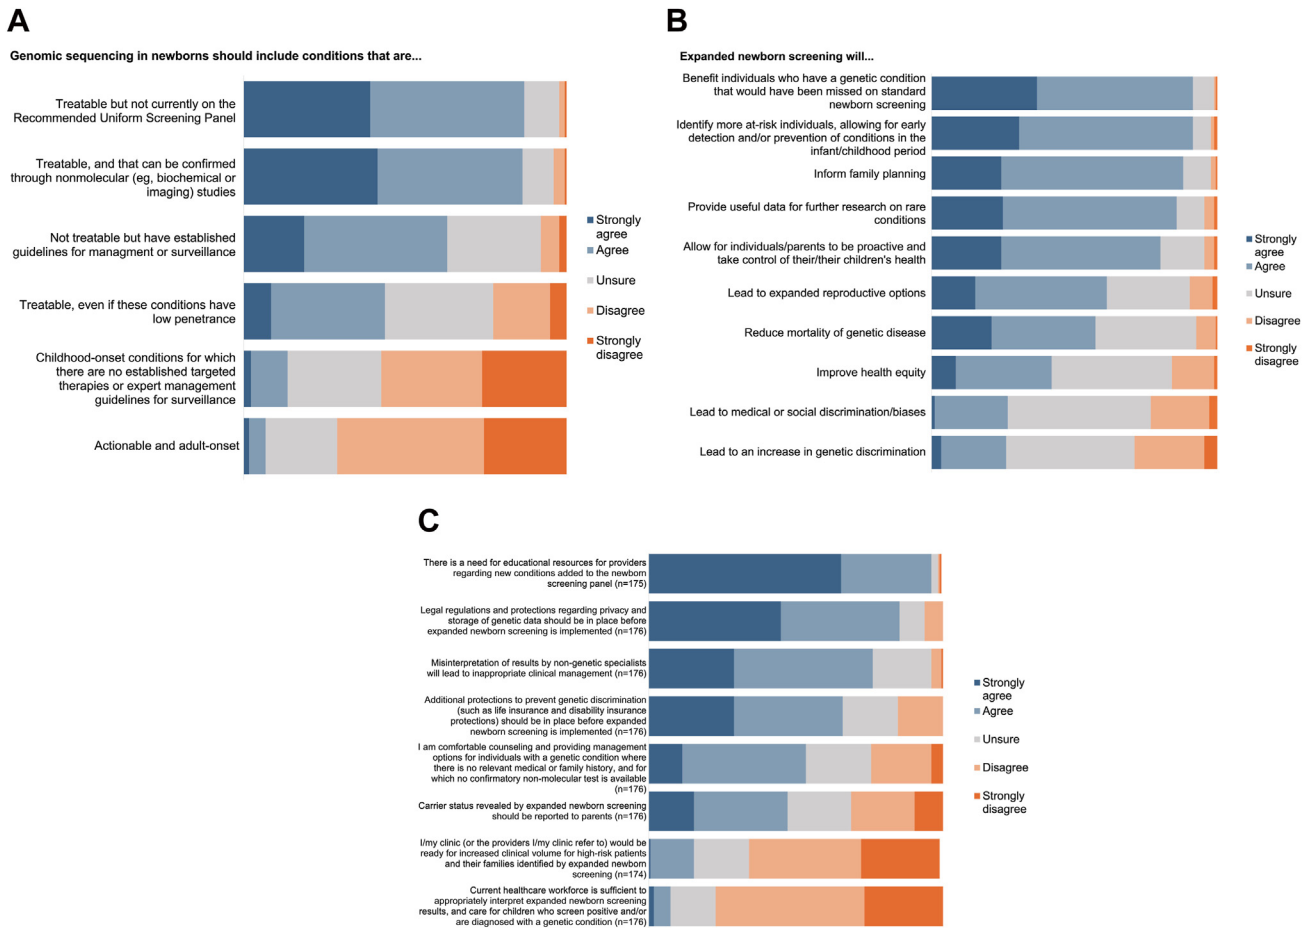 A
Genomic sequencing in newborns should include conditions that are...
Treatable but not currently on the
Recommended Uniform Screening Panel
Treatable, and that can be confirmed
through nonmolecular (eg, biochemical or
imaging) studies
Not treatable but have established
guidelines for managment or surveillance
Treatable, even if these conditions have
low penetrance
Childhood-onset conditions for which
there are no established targeted
therapies or expert management
guidelines for surveillance
Actionable and adult-onset
Strongly
agree
Agree
Unsure
Disagree
Strongly
disagree
B
Expanded newborn screening will...
Benefit individuals who have a genetic condition
that would have been missed on standard
newborn screening
Identify more at-risk individuals, allowing for early
detection and/or prevention of conditions in the
infant/childhood period
Inform family planning
Provide useful data for further research on rare
conditions
Allow for individuals/parents to be proactive and
take control of their/their children's health
Lead to expanded reproductive options
Reduce mortality of genetic disease
Improve health equity
Lead to medical or social discrimination/biases
Lead to an increase in genetic discrimination
Strongly
agree
Agree
Unsure
Disagree
Strongly
disagree
C
There is a need for educational resources for providers
regarding new conditions added to the newborn
screening panel (n=175)
Legal regulations and protections regarding privacy and
storage of genetic data should be in place before
expanded newborn screening is implemented (n=176)
Misinterpretation of results by non-genetic specialists
will lead to inappropriate clinical management (n=176)
Additional protections to prevent genetic discrimination
(such as life insurance and disability insurance
protections) should be in place before expanded
newborn screening is implemented (n=176)
I am comfortable counseling and providing management
options for individuals with a genetic condition where
there is no relevant medical or family history, and for
which no confirmatory non-molecular test is available
(n=176)
Carrier status revealed by expanded newborn screening
should be reported to parents (n=176)
I/my clinic (or the providers I/my clinic refer to) would be
ready for increased clinical volume for high-risk patients
and their families identified by expanded newborn
screening (n=174)
Current healthcare workforce is sufficient to
appropriately interpret expanded newborn screening
results, and care for children who screen positive and/or
are diagnosed with a genetic condition (n=176)
Strongly
agree
Agree
Unsure
Disagree
Strongly
disagree